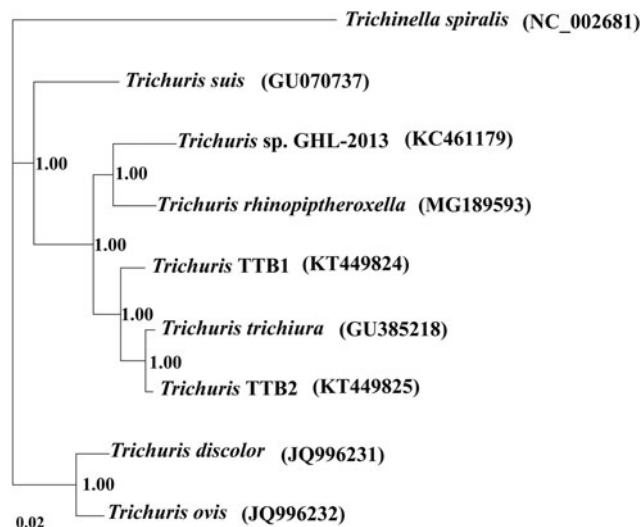 Trichinella spiralis (NC_002681)
Trichuris suis (GU070737)
Trichuris sp. GHL-2013 (KC461179)
1.00
1.00
Trichuris rhinopiptheroxella (MG189593)
1.00
Trichuris TTB1 (KT449824)
1.00
Trichuris trichiura (GU385218)
1.00
Trichuris TTB2 (KT449825)
Trichuris discolor (JQ996231)
1.00
Trichuris ovis (JQ996232)
0.02